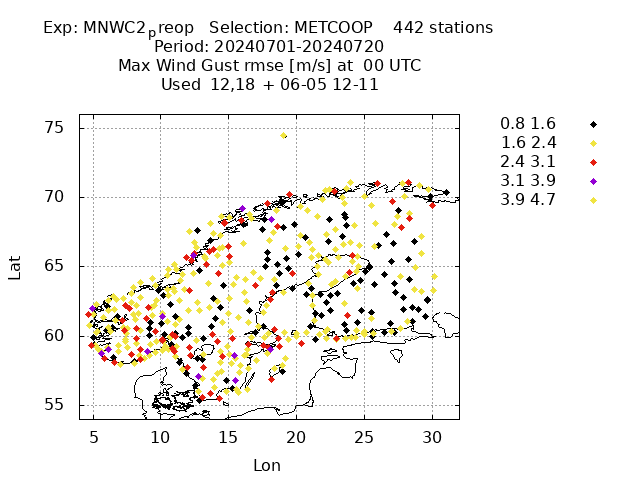 Exp: MNWC2preop Selection: METCOOP 442 stations
Period: 20240701-20240720
Max Wind Gust rmse [m/s] at 00 UTC
Used 12,18 + 06-05 12-11
75
70
65
60
55
Lat
5 10 15 20 25 30
Lon
0.8 1.6
1.6 2.4
2.4 3.1
3.1 3.9
3.9 4.7